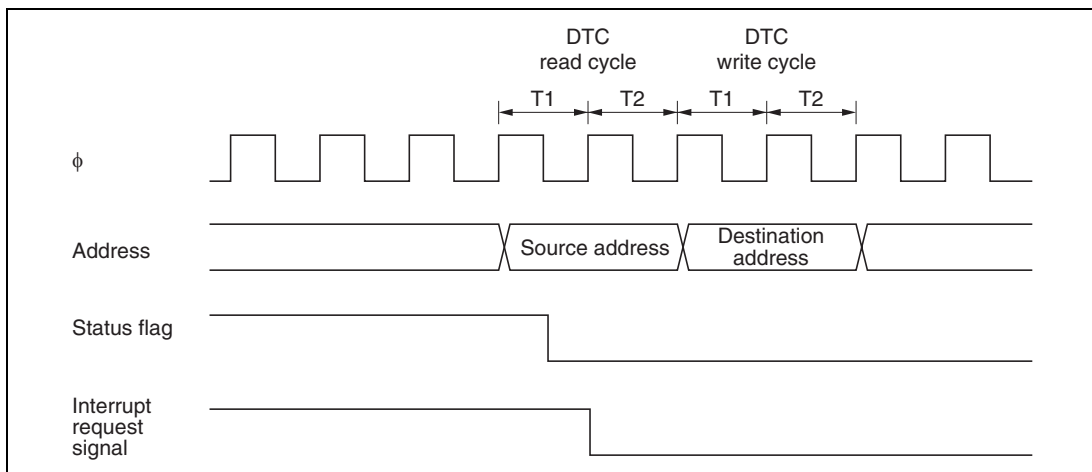 DTC
read cycle
DTC
write cycle
T1
T2
T1
T2
ϕ
Address
Source address
Destination
address
Status flag
Interrupt
request
signal